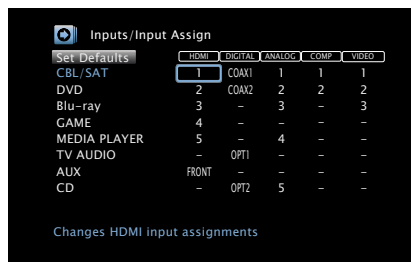 Inputs/Input Assign
Set Defaults HDMI DIGITAL ANALOG COMP VIDEO
CBL/SAT 1 COAX1 1 1 1
DVD 2 COAX2 2 2 2
Blu-ray 3 – 3 – 3
GAME 4 – – – –
MEDIA PLAYER 5 – 4 – –
TV AUDIO – OPT1 – – –
AUX FRONT – – – –
CD – OPT2 5 – –
Changes HDMI input assignments